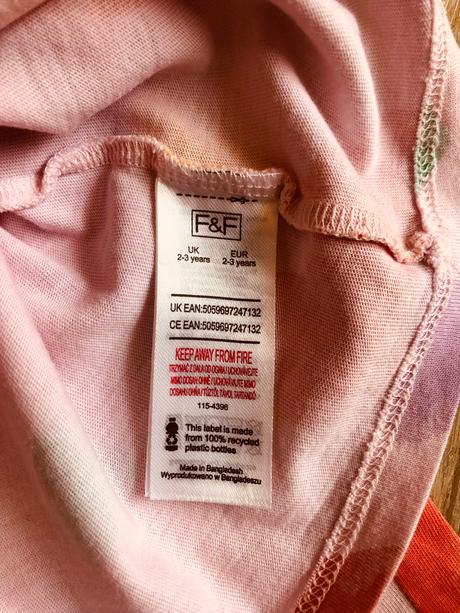 F&F
UK EUR
2-3 years 2-3 years
UK EAN:5059697247132
CE EAN:5059697247132
KEEP AWAY FROM FIRE
TRZYMAĆ Z DALA OD OGNIA / UCHOVÁVEJTE
MIMO DOSAH OHNĚ / UCHOVÁVAJTE MIMO
DOSAHU OHŇA / TŰZTŐL TÁVOL TARTANDÓ
115-4396
This label is made
from 100% recycled
plastic bottles
Made in Bangladesh
Wyprodukowano w Bangladeszu